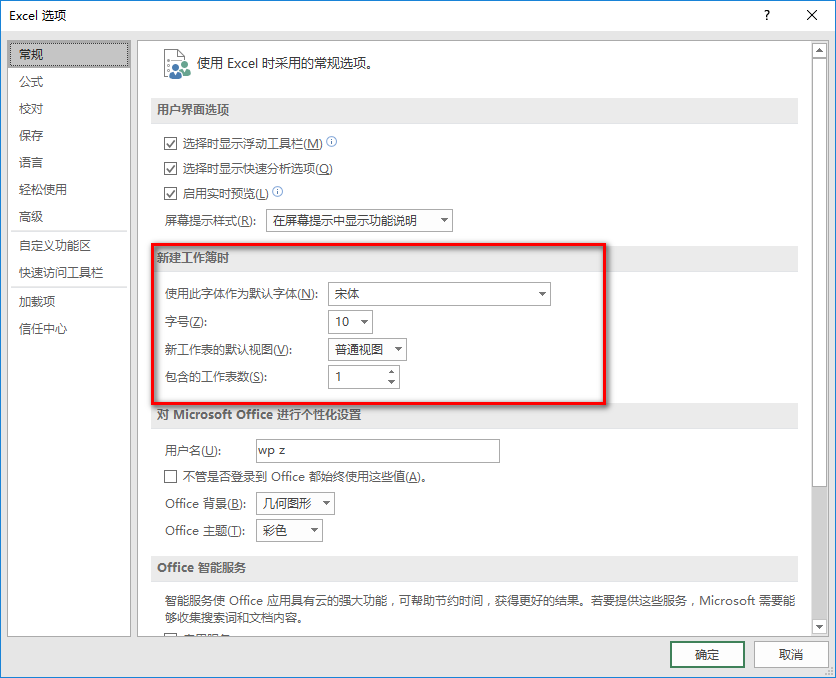 Excel 选项
?
常规
公式
校对
保存
语言
轻松使用
高级
自定义功能区
快速访问工具栏
加载项
信任中心
使用 Excel 时采用的常规选项。
用户界面选项
选择时显示浮动工具栏(M)
选择时显示快速分析选项(Q)
启用实时预览(L)
屏幕提示样式(R): 在屏幕提示中显示功能说明
新建工作簿时
使用此字体作为默认字体(N): 宋体
字号(Z): 10
新工作表的默认视图(V): 普通视图
包含的工作表数(S): 1
对 Microsoft Office 进行个性化设置
用户名(U): wp z
不管是否登录到 Office 都始终使用这些值(A)。
Office 背景(B): 几何图形
Office 主题(T): 彩色
Office 智能服务
智能服务使 Office 应用具有云的强大功能，可帮助节约时间，获得更好的结果。若要提供这些服务，Microsoft 需要能
够收集搜索词和文档内容。
确定
取消